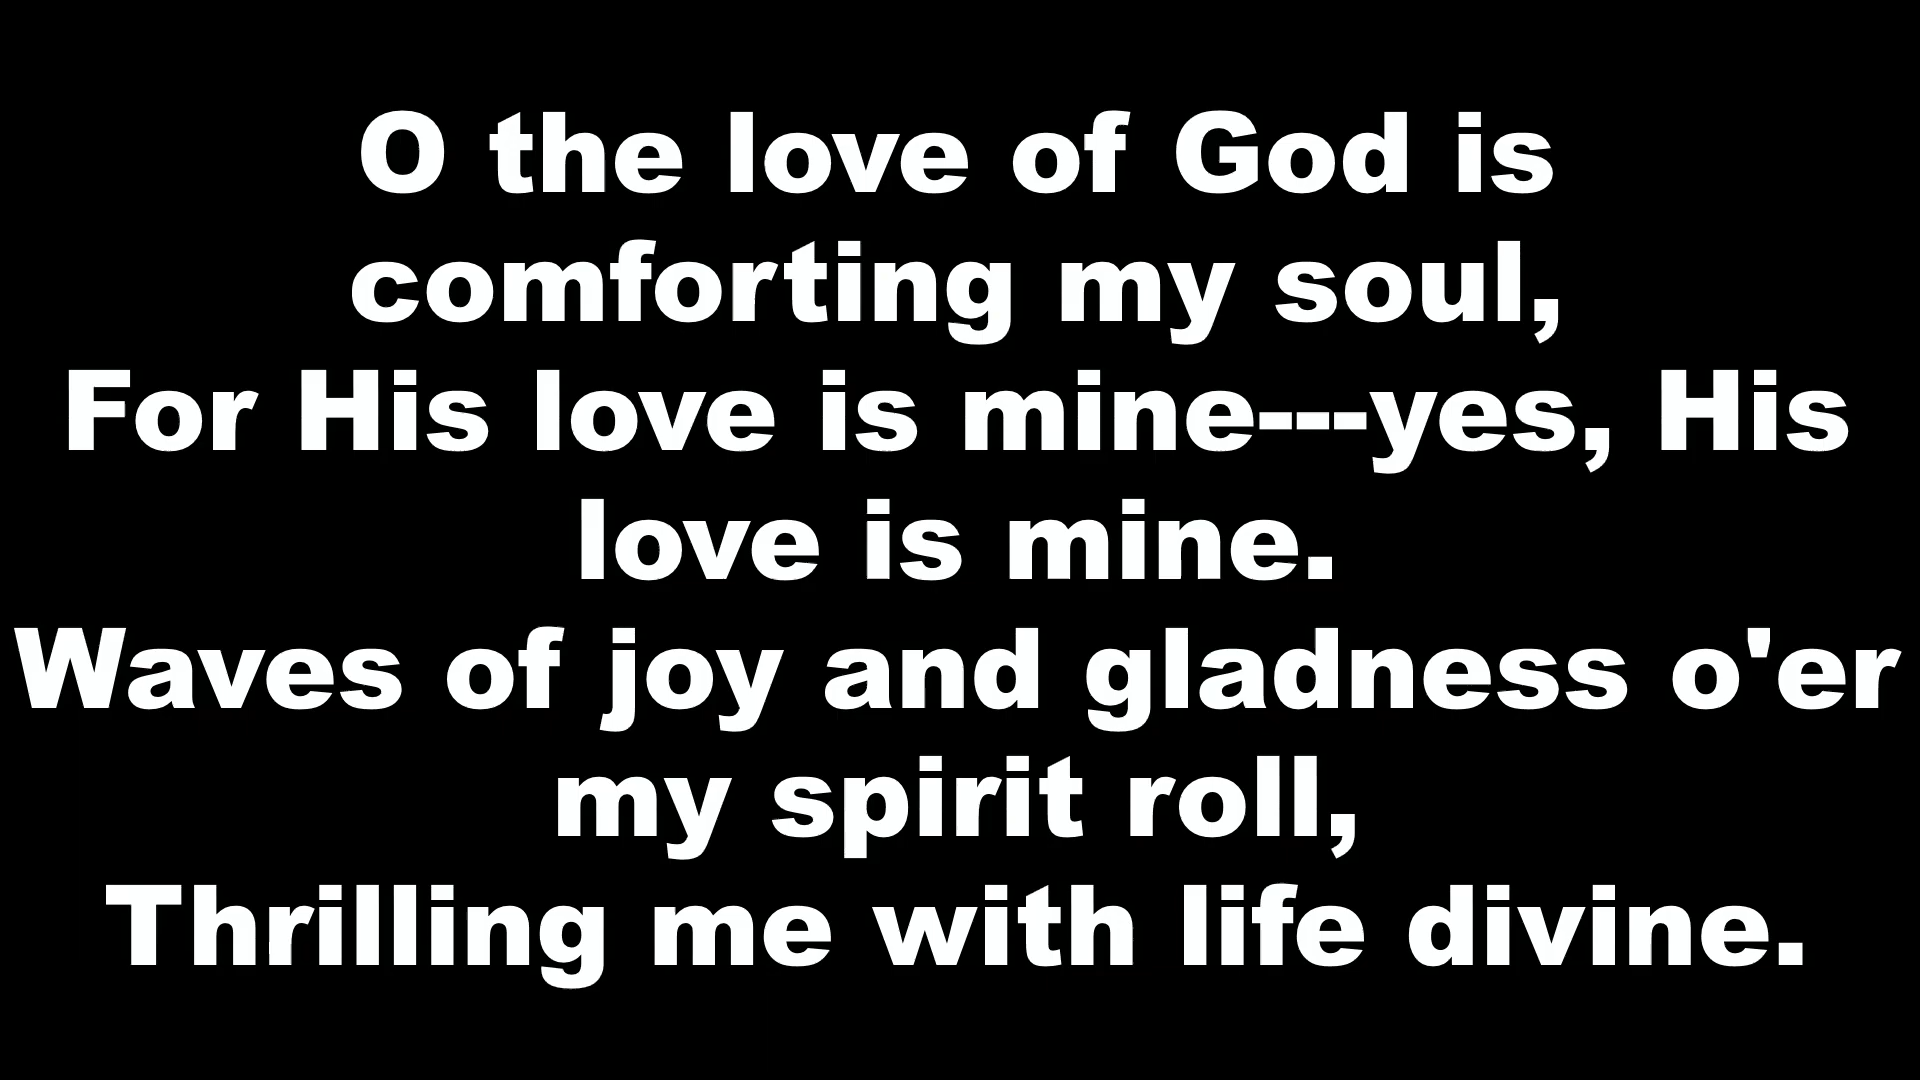 O the love of God is
comforting my soul,
For His love is mine---yes, His
love is mine.
Waves of joy and gladness o'er
my spirit roll,
Thrilling me with life divine.